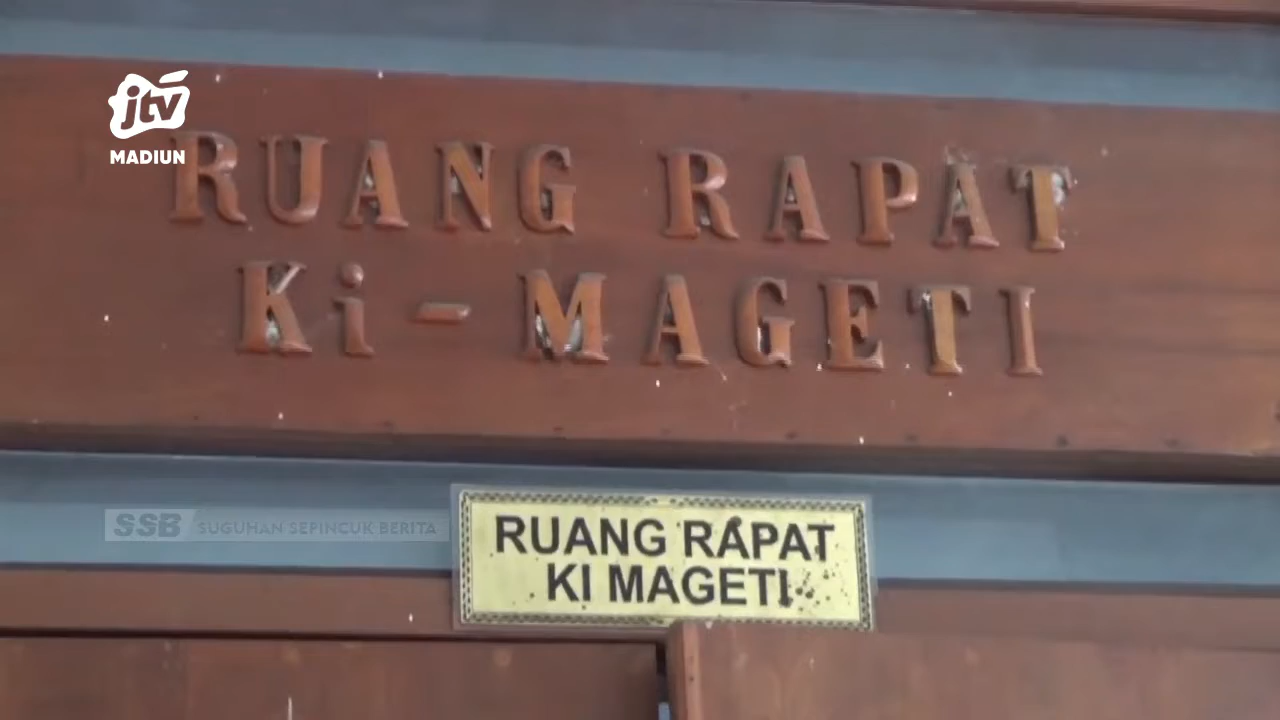 jtv
MADIUN
RUANG RAPAT
Ki - MAGETI
SSB SUGUHAN SEPINCUK BERITA
RUANG RAPAT
KI MAGETI